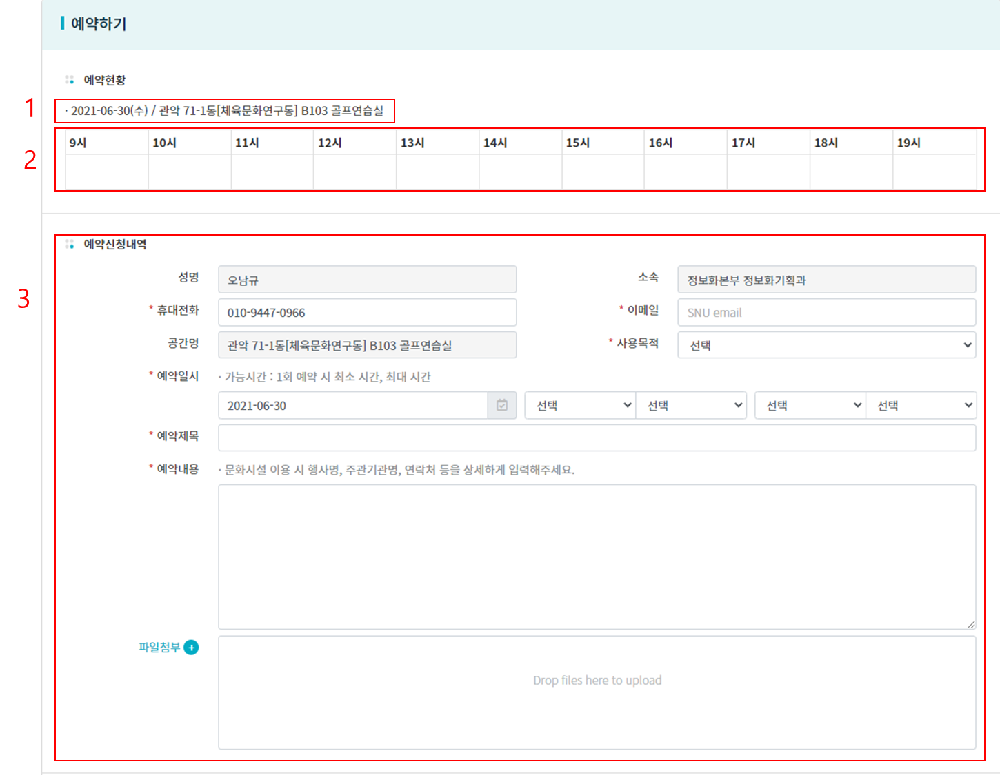 예약하기
예약현황
1
· 2021-06-30(수) / 관악 71-1동[체육문화연구동] B103 골프연습실
2
9시 10시 11시 12시 13시 14시 15시 16시 17시 18시 19시
예약신청내역
3
성명 오남규 소속 정보화본부 정보화기획과
* 휴대전화 010-9447-0966 * 이메일 SNU email
공간명 관악 71-1동[체육문화연구동] B103 골프연습실 * 사용목적 선택
* 예약일시 · 가능시간 : 1회 예약 시 최소 시간, 최대 시간
2021-06-30 선택 선택 선택 선택
* 예약제목
* 예약내용 · 문화시설 이용 시 행사명, 주관기관명, 연락처 등을 상세하게 입력해주세요.
파일첨부
Drop files here to upload